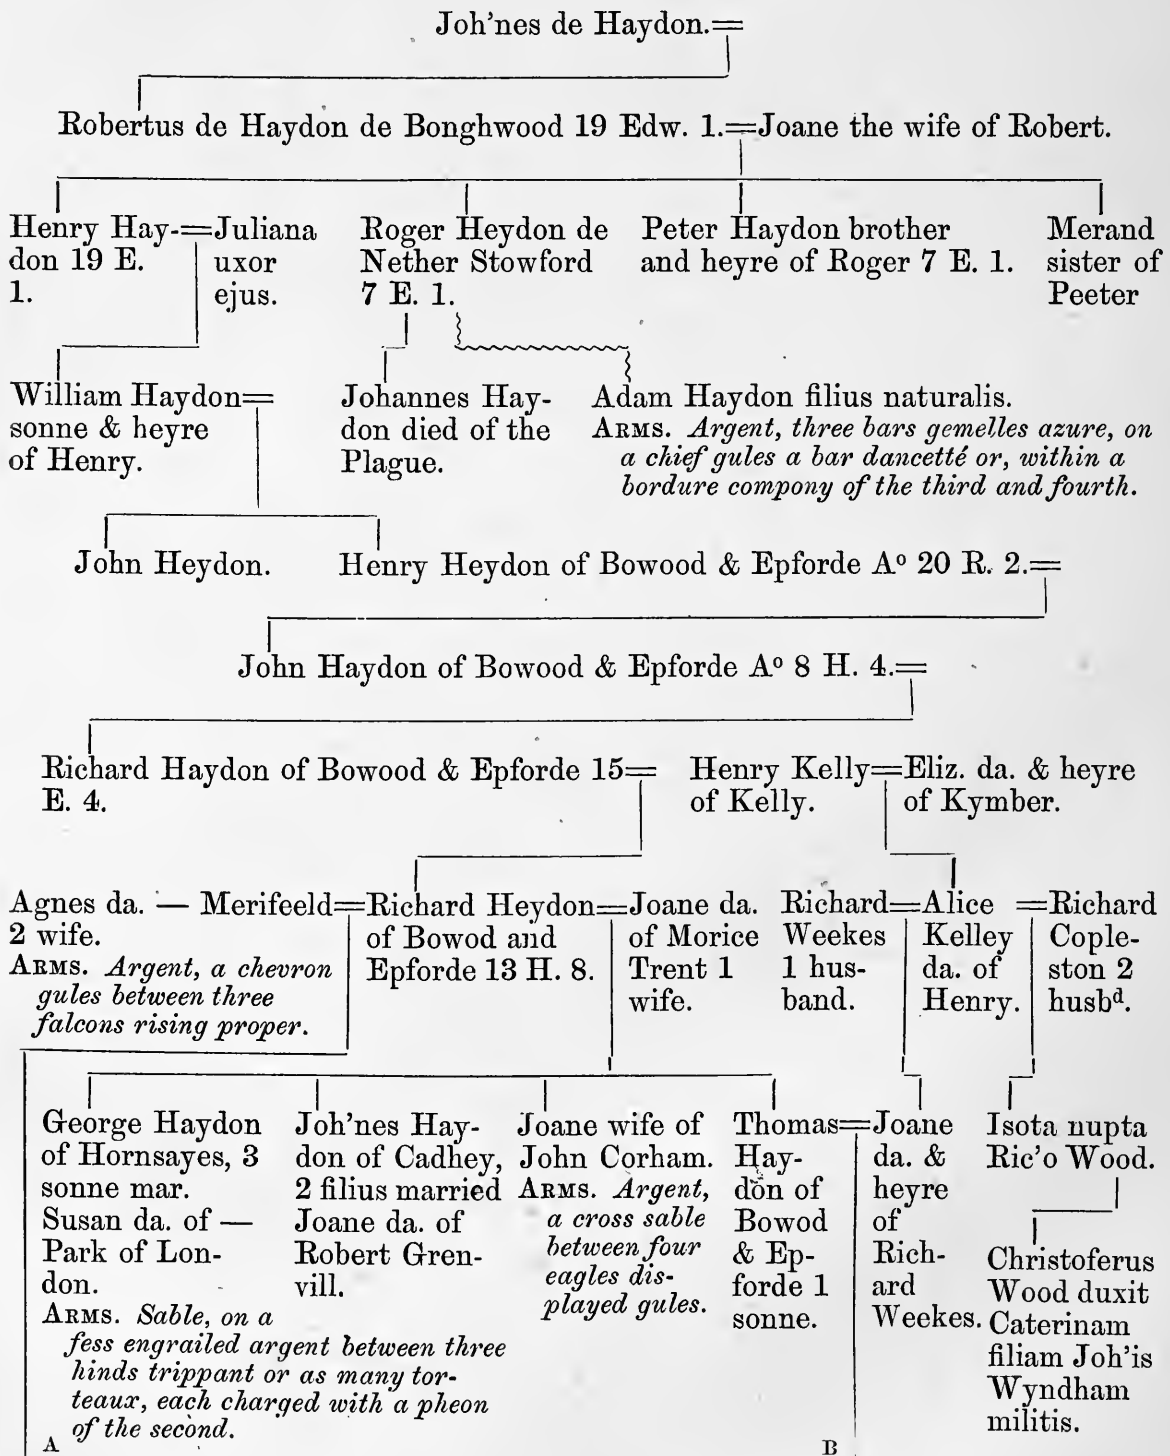 Joh'nes de Haydon.=
Robertus de Haydon de Bonghwood 19 Edw. 1.=Joane the wife of Robert.
Henry Hay-=Juliana
don 19 E. uxor
1. ejus.
Roger Heydon de
Nether Stowford
7 E. 1.
Peter Haydon brother
and heyre of Roger 7 E. 1.
Merand
sister of
Peeter
William Haydon=
sonne & heyre
of Henry.
Johannes Hay-
don died of the
Plague.
Adam Haydon filius naturalis.
ARMS. Argent, three bars gemelles azure, on
a chief gules a bar dancetté or, within a
bordure compony of the third and fourth.
John Heydon.
Henry Heydon of Bowood & Epforde Aº 20 R. 2.=
John Haydon of Bowood & Epforde Aº 8 H. 4.=
Richard Haydon of Bowood & Epforde 15=
E. 4.
Henry Kelly=Eliz. da. & heyre
of Kelly. of Kymber.
Agnes da. — Merifeeld=
2 wife.
ARMS. Argent, a chevron
gules between three
falcons rising proper.
Richard Heydon=
of Bowod and
Epforde 13 H. 8.
Joane da.
of Morice
Trent 1
wife.
Richard=
Weekes
1 hus-
band.
Alice
Kelley
da. of
Henry.
=Richard
Cople-
ston 2
husbᵈ.
George Haydon
of Hornsayes, 3
sonne mar.
Susan da. of —
Park of Lon-
don.
ARMS. Sable, on a
fess engrailed argent between three
hinds trippant or as many tor-
teaux, each charged with a pheon
of the second.
Joh'nes Hay-
don of Cadhey,
2 filius married
Joane da. of
Robert Gren-
vill.
Joane wife of
John Corham.
ARMS. Argent,
a cross sable
between four
eagles dis-
played gules.
Thomas=
Hay-
don of
Bowod
& Ep-
forde 1
sonne.
Joane
da. &
heyre
of
Rich-
ard
Weekes.
Isota nupta
Ric'o Wood.
Christoferus
Wood duxit
Caterinam
filiam Joh'is
Wyndham
militis.
A B